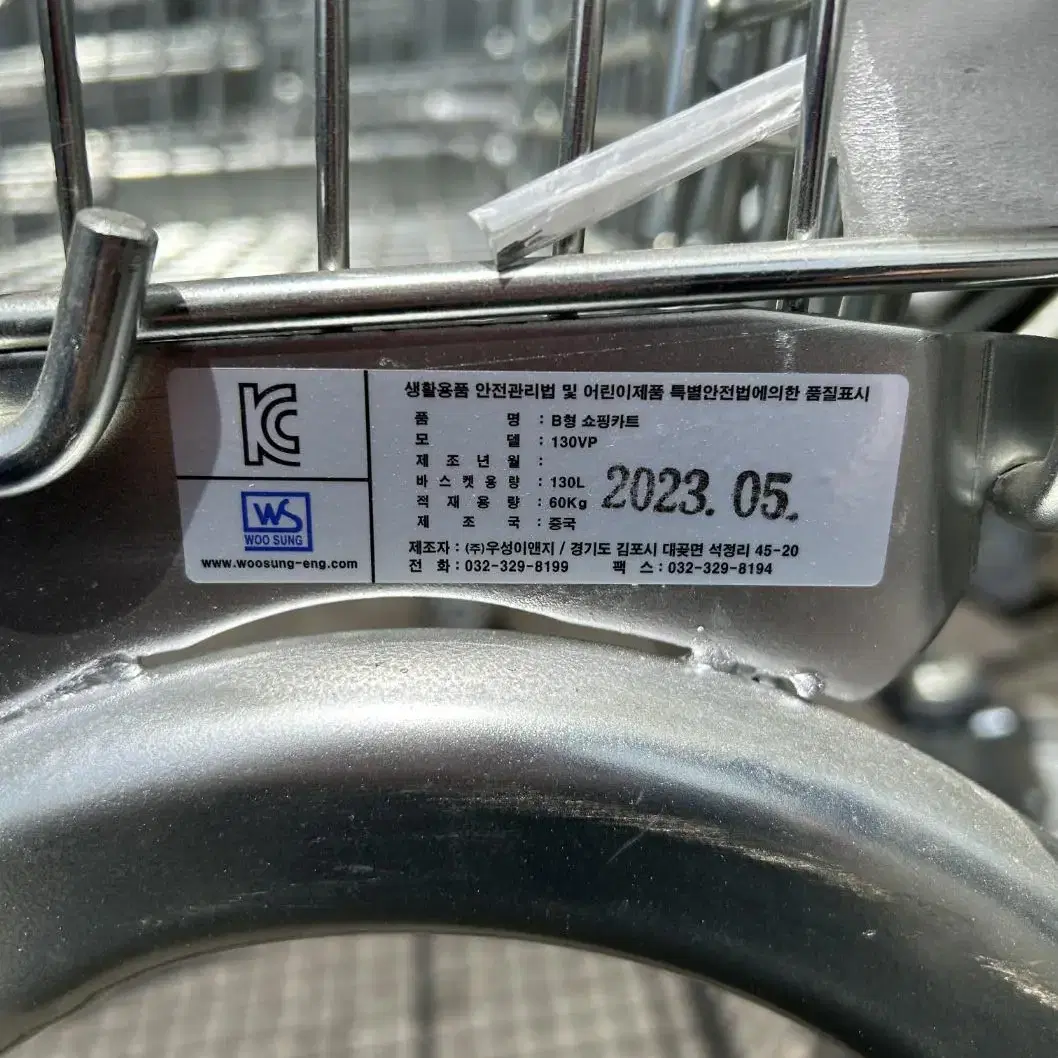 KC
WS
WOO SUNG
www.woosung-eng.com
생활용품 안전관리법 및 어린이제품 특별안전법에의한 품질표시
품 명 : B형 쇼핑카트
모 델 : 130VP
제 조 년 월 :
2023. 05.
바 스 켓 용 량 : 130L
적 재 용 량 : 60Kg
제 조 국 : 중국
제조자 : (주)우성이앤지 / 경기도 김포시 대곶면 석정리 45-20
전 화 : 032-329-8199 팩 스 : 032-329-8194